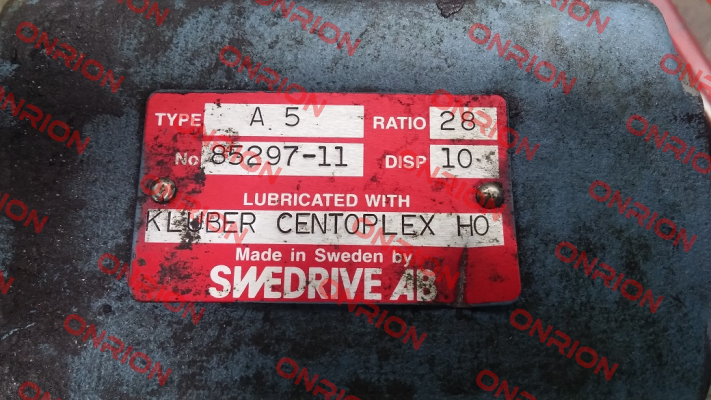 TYPE A 5 RATIO 28
No 85297-11 DISP 10
LUBRICATED WITH
KLUBER CENTOPLEX HO
Made in Sweden by
SWEDRIVE AB
ONRION